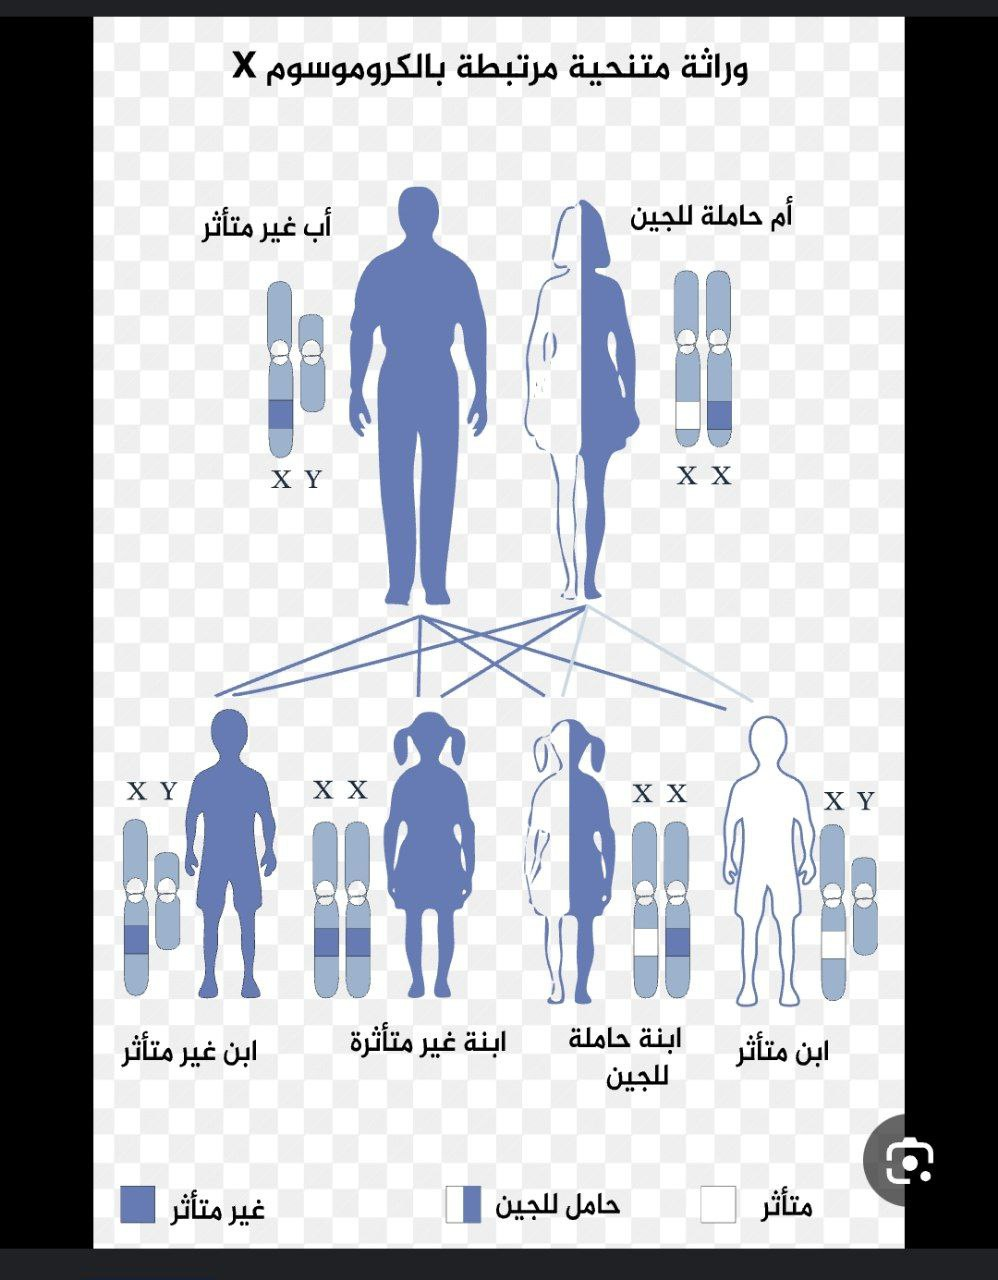 وراثة متنحية مرتبطة بالكروموسوم X
أم حاملة للجين
أب غير متأثر
X Y
X X
X Y
X X
X X
X Y
ابن غير متأثر
ابنة غير متأثرة
ابنة حاملة
للجين
ابن متأثر
غير متأثر
حامل للجين
متأثر